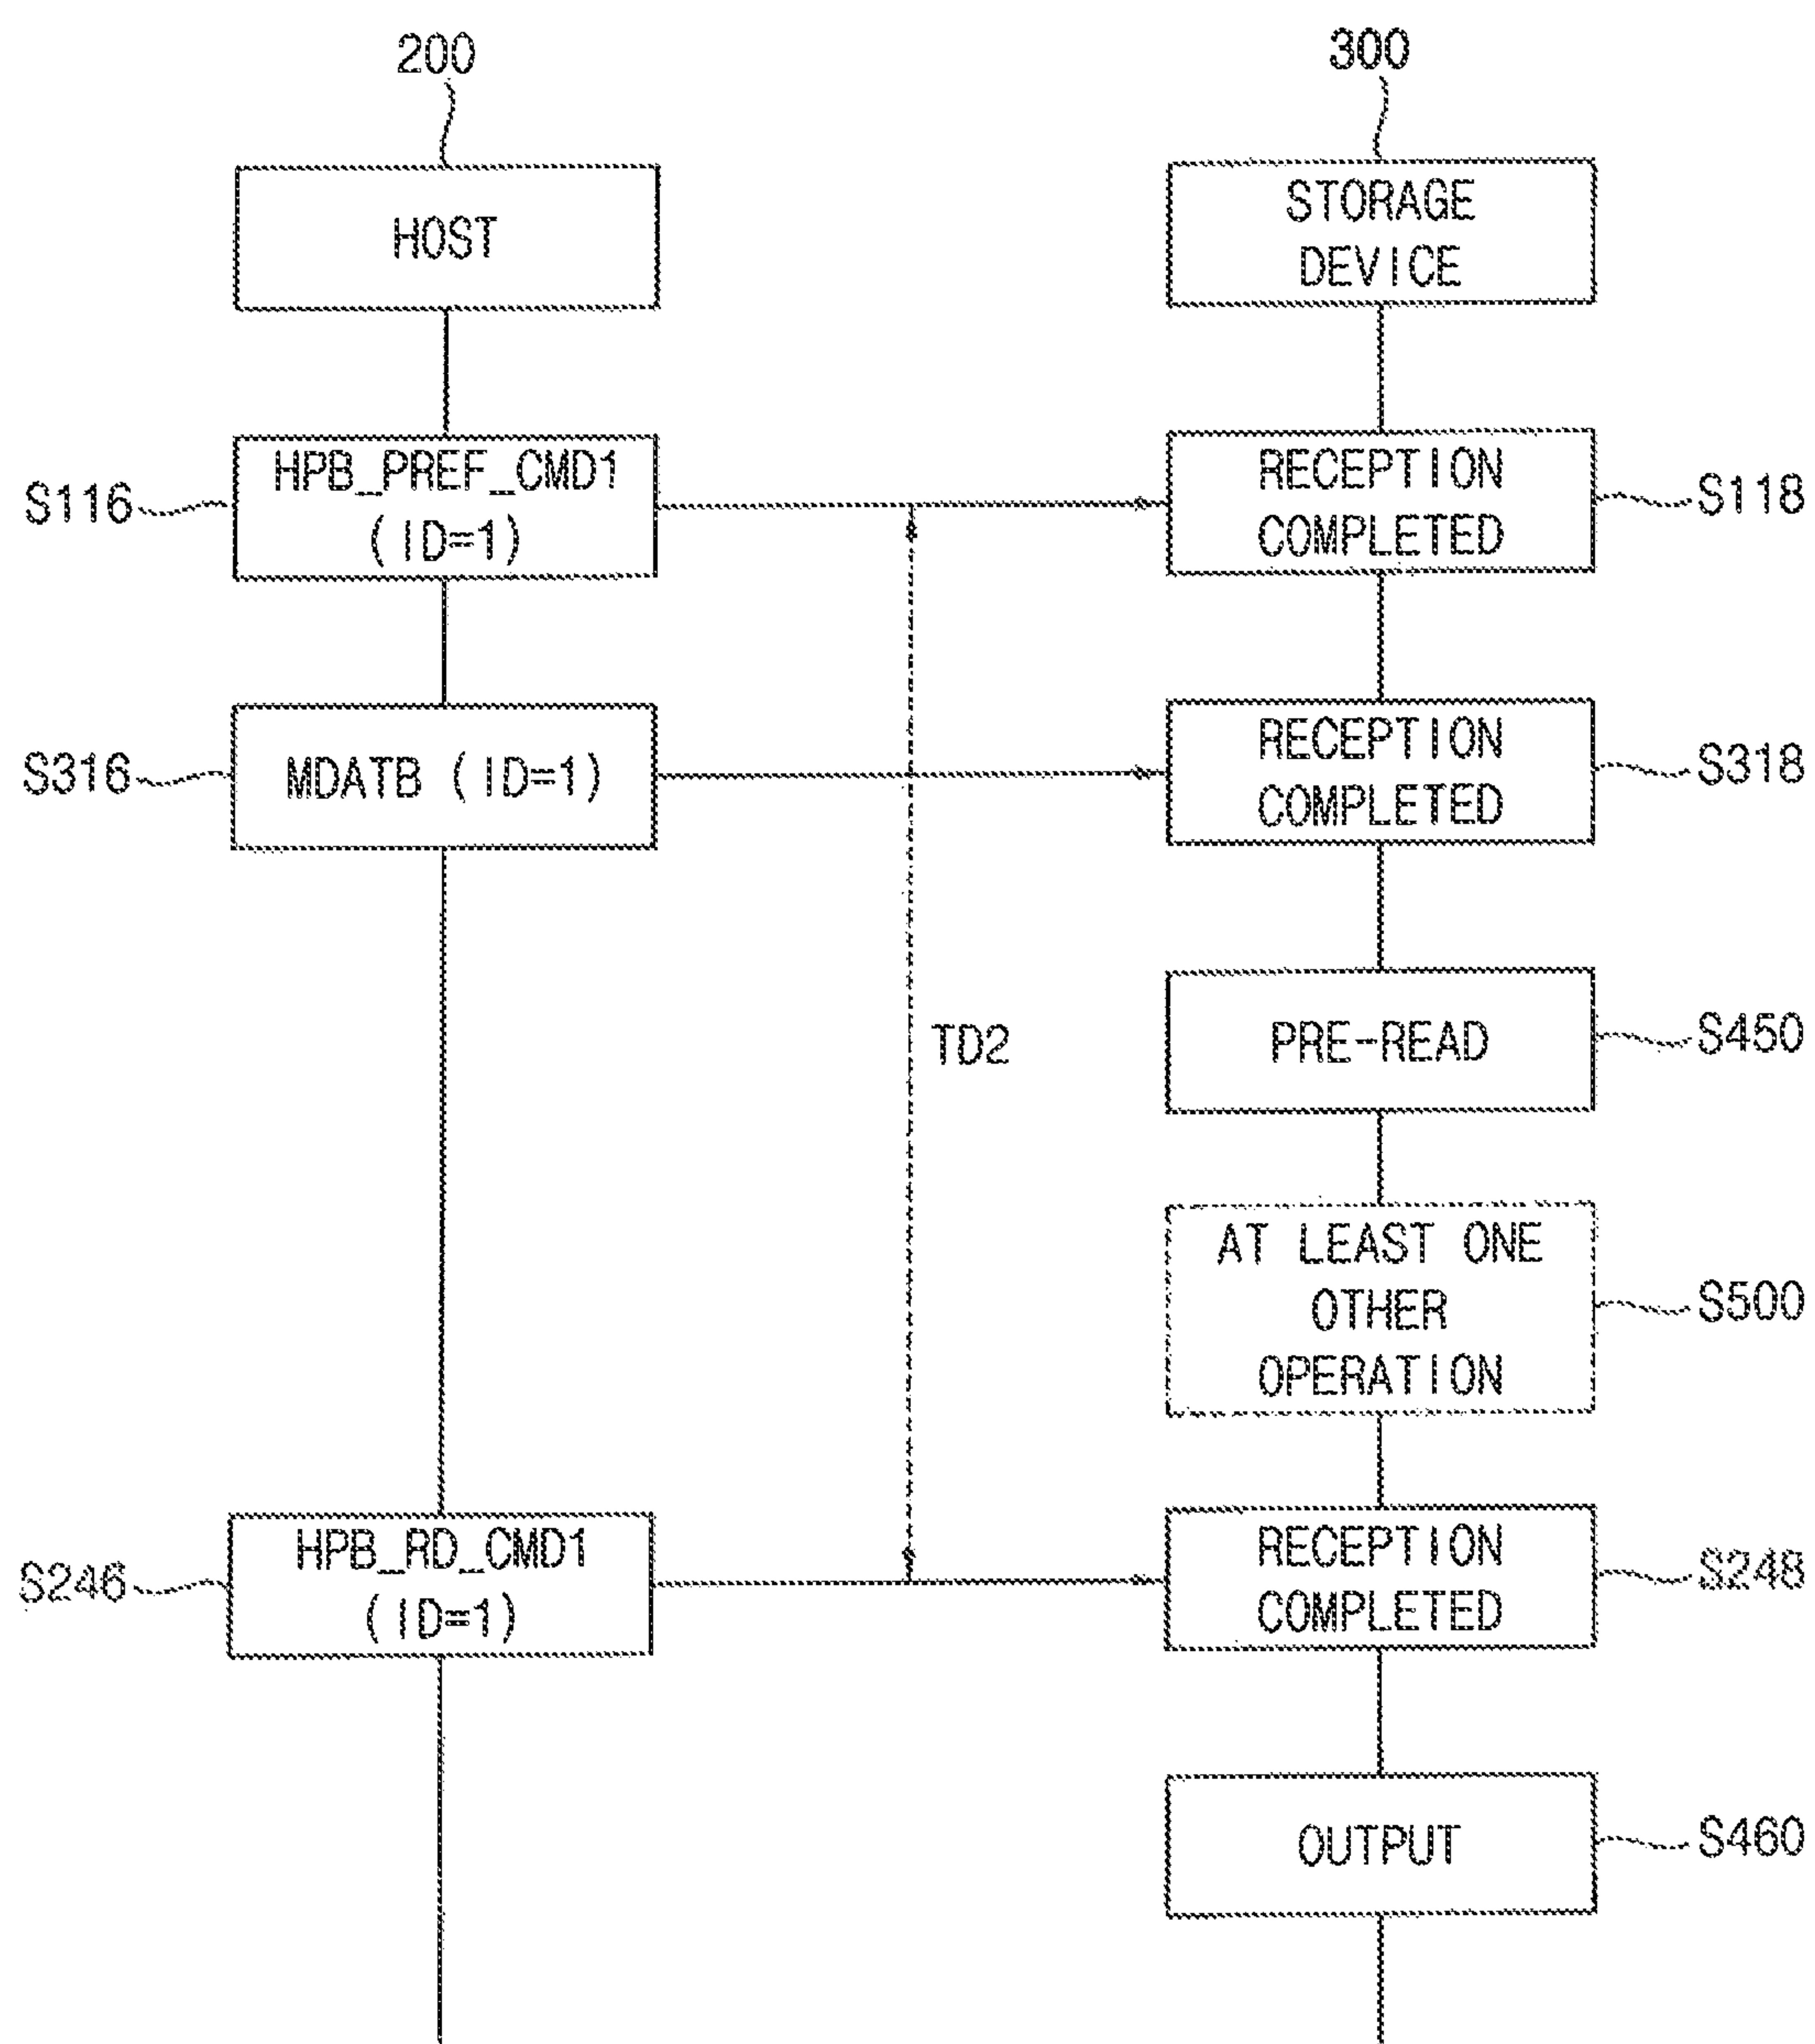 200
300
HOST
STORAGE
DEVICE
S116
HPB_PREF_CMD1
(ID=1)
RECEPTION
COMPLETED
S118
S316
MDATB (ID=1)
RECEPTION
COMPLETED
S318
TD2
PRE-READ
S450
AT LEAST ONE
OTHER
OPERATION
S500
S246
HPB_RD_CMD1
(ID=1)
RECEPTION
COMPLETED
S248
OUTPUT
S460